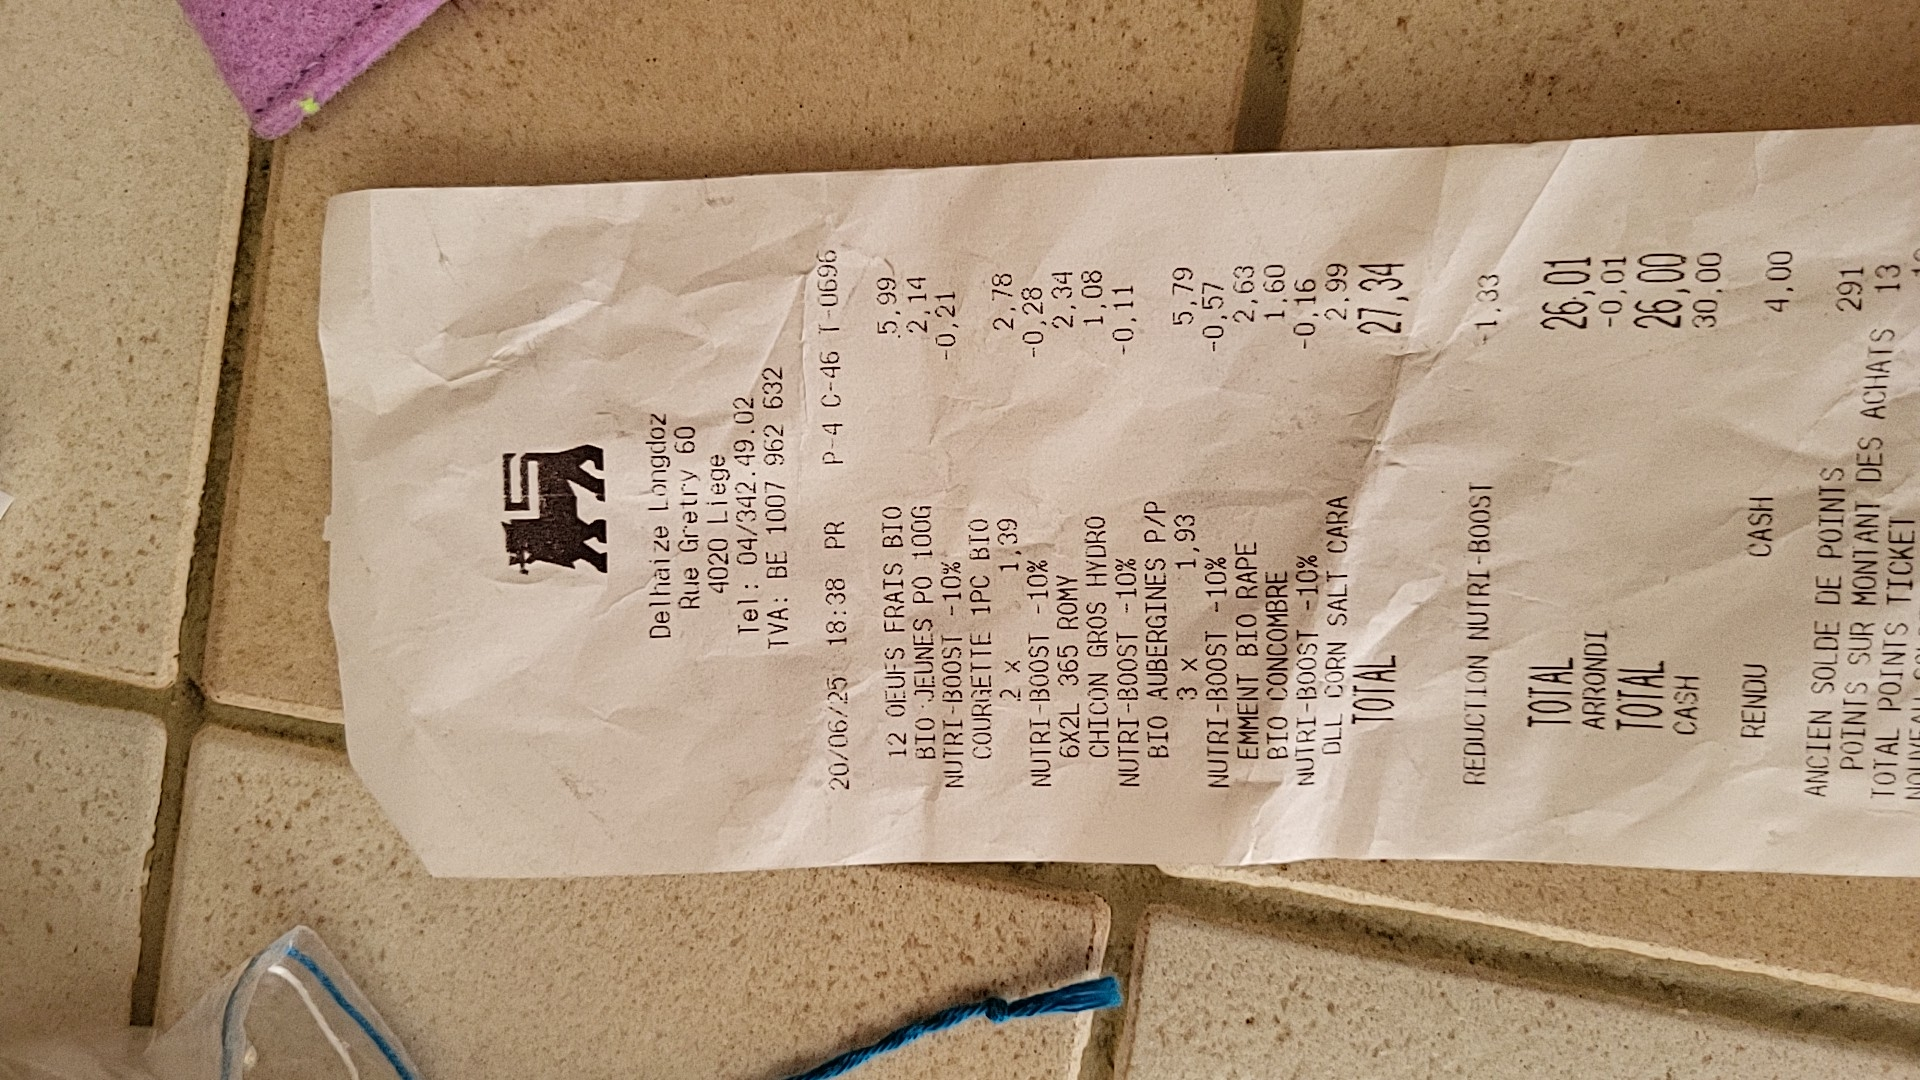 Delhaize Longdoz
Rue Gretry 60
4020 Liege
Tel: 04/342.49.02
TVA: BE 1007 962 632
20/06/25 18:38 PR P-4 C-46 T-0696
12 OEUFS FRAIS BIO 5,99
BIO JEUNES PO 100G 2,14
NUTRI-BOOST -10% -0,21
COURGETTE 1PC BIO
2 x 1,39 2,78
NUTRI-BOOST -10% -0,28
6X2L 365 ROMY 2,34
CHICON GROS HYDRO 1,08
NUTRI-BOOST -10% -0,11
BIO AUBERGINES P/P
3 x 1,93 5,79
NUTRI-BOOST -10% -0,57
EMMENT BIO RAPE 2,63
BIO CONCOMBRE 1,60
NUTRI-BOOST -10% -0,16
DLL CORN SALT CARA 2,99
TOTAL 27,34
REDUCTION NUTRI-BOOST -1,33
TOTAL 26,01
ARRONDI -0,01
TOTAL 26,00
CASH 30,00
RENDU CASH 4,00
ANCIEN SOLDE DE POINTS 291
POINTS SUR MONTANT DES ACHATS 13
TOTAL POINTS TICKET